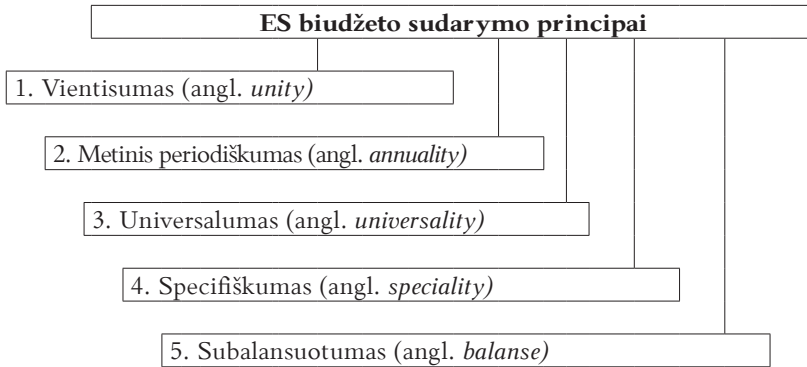 ES biudžeto sudarymo principai
1. Vientisumas (angl. unity)
2. Metinis periodiškumas (angl. annuality)
3. Universalumas (angl. universality)
4. Specifiškumas (angl. speciality)
5. Subalansuotumas (angl. balanse)